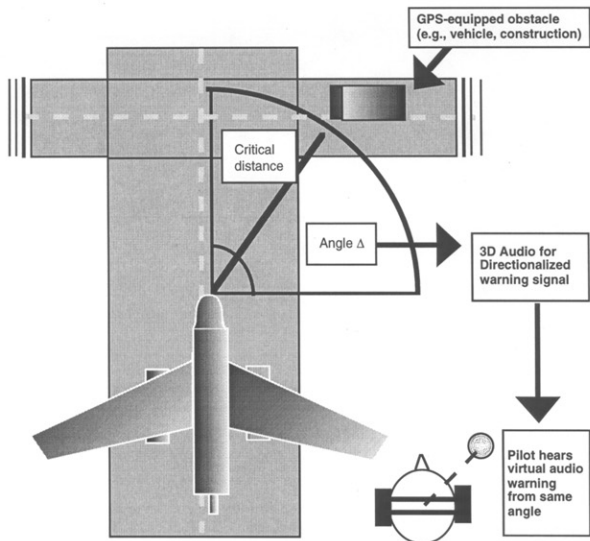 GPS-equipped obstacle
(e.g., vehicle, construction)
Critical
distance
Angle Δ
3D Audio for
Directionalized
warning signal
Pilot hears
virtual audio
warning
from same
angle